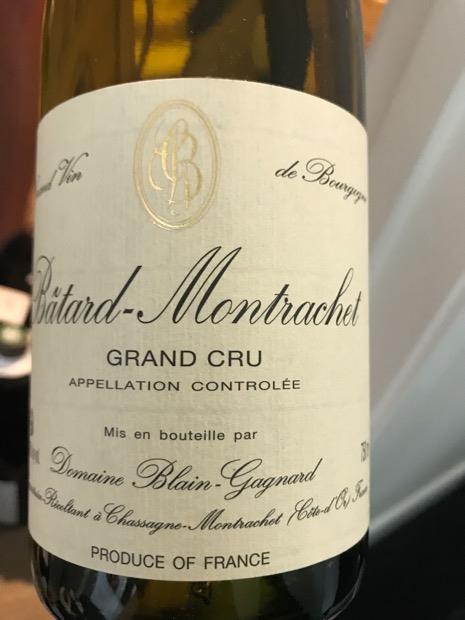 Vin de Bourgogne
Bâtard-Montrachet
GRAND CRU
APPELLATION CONTROLÉE
Mis en bouteille par
Domaine Blain-Gagnard
Récoltant à Chassagne-Montrachet (Côte-d'Or) France
PRODUCE OF FRANCE